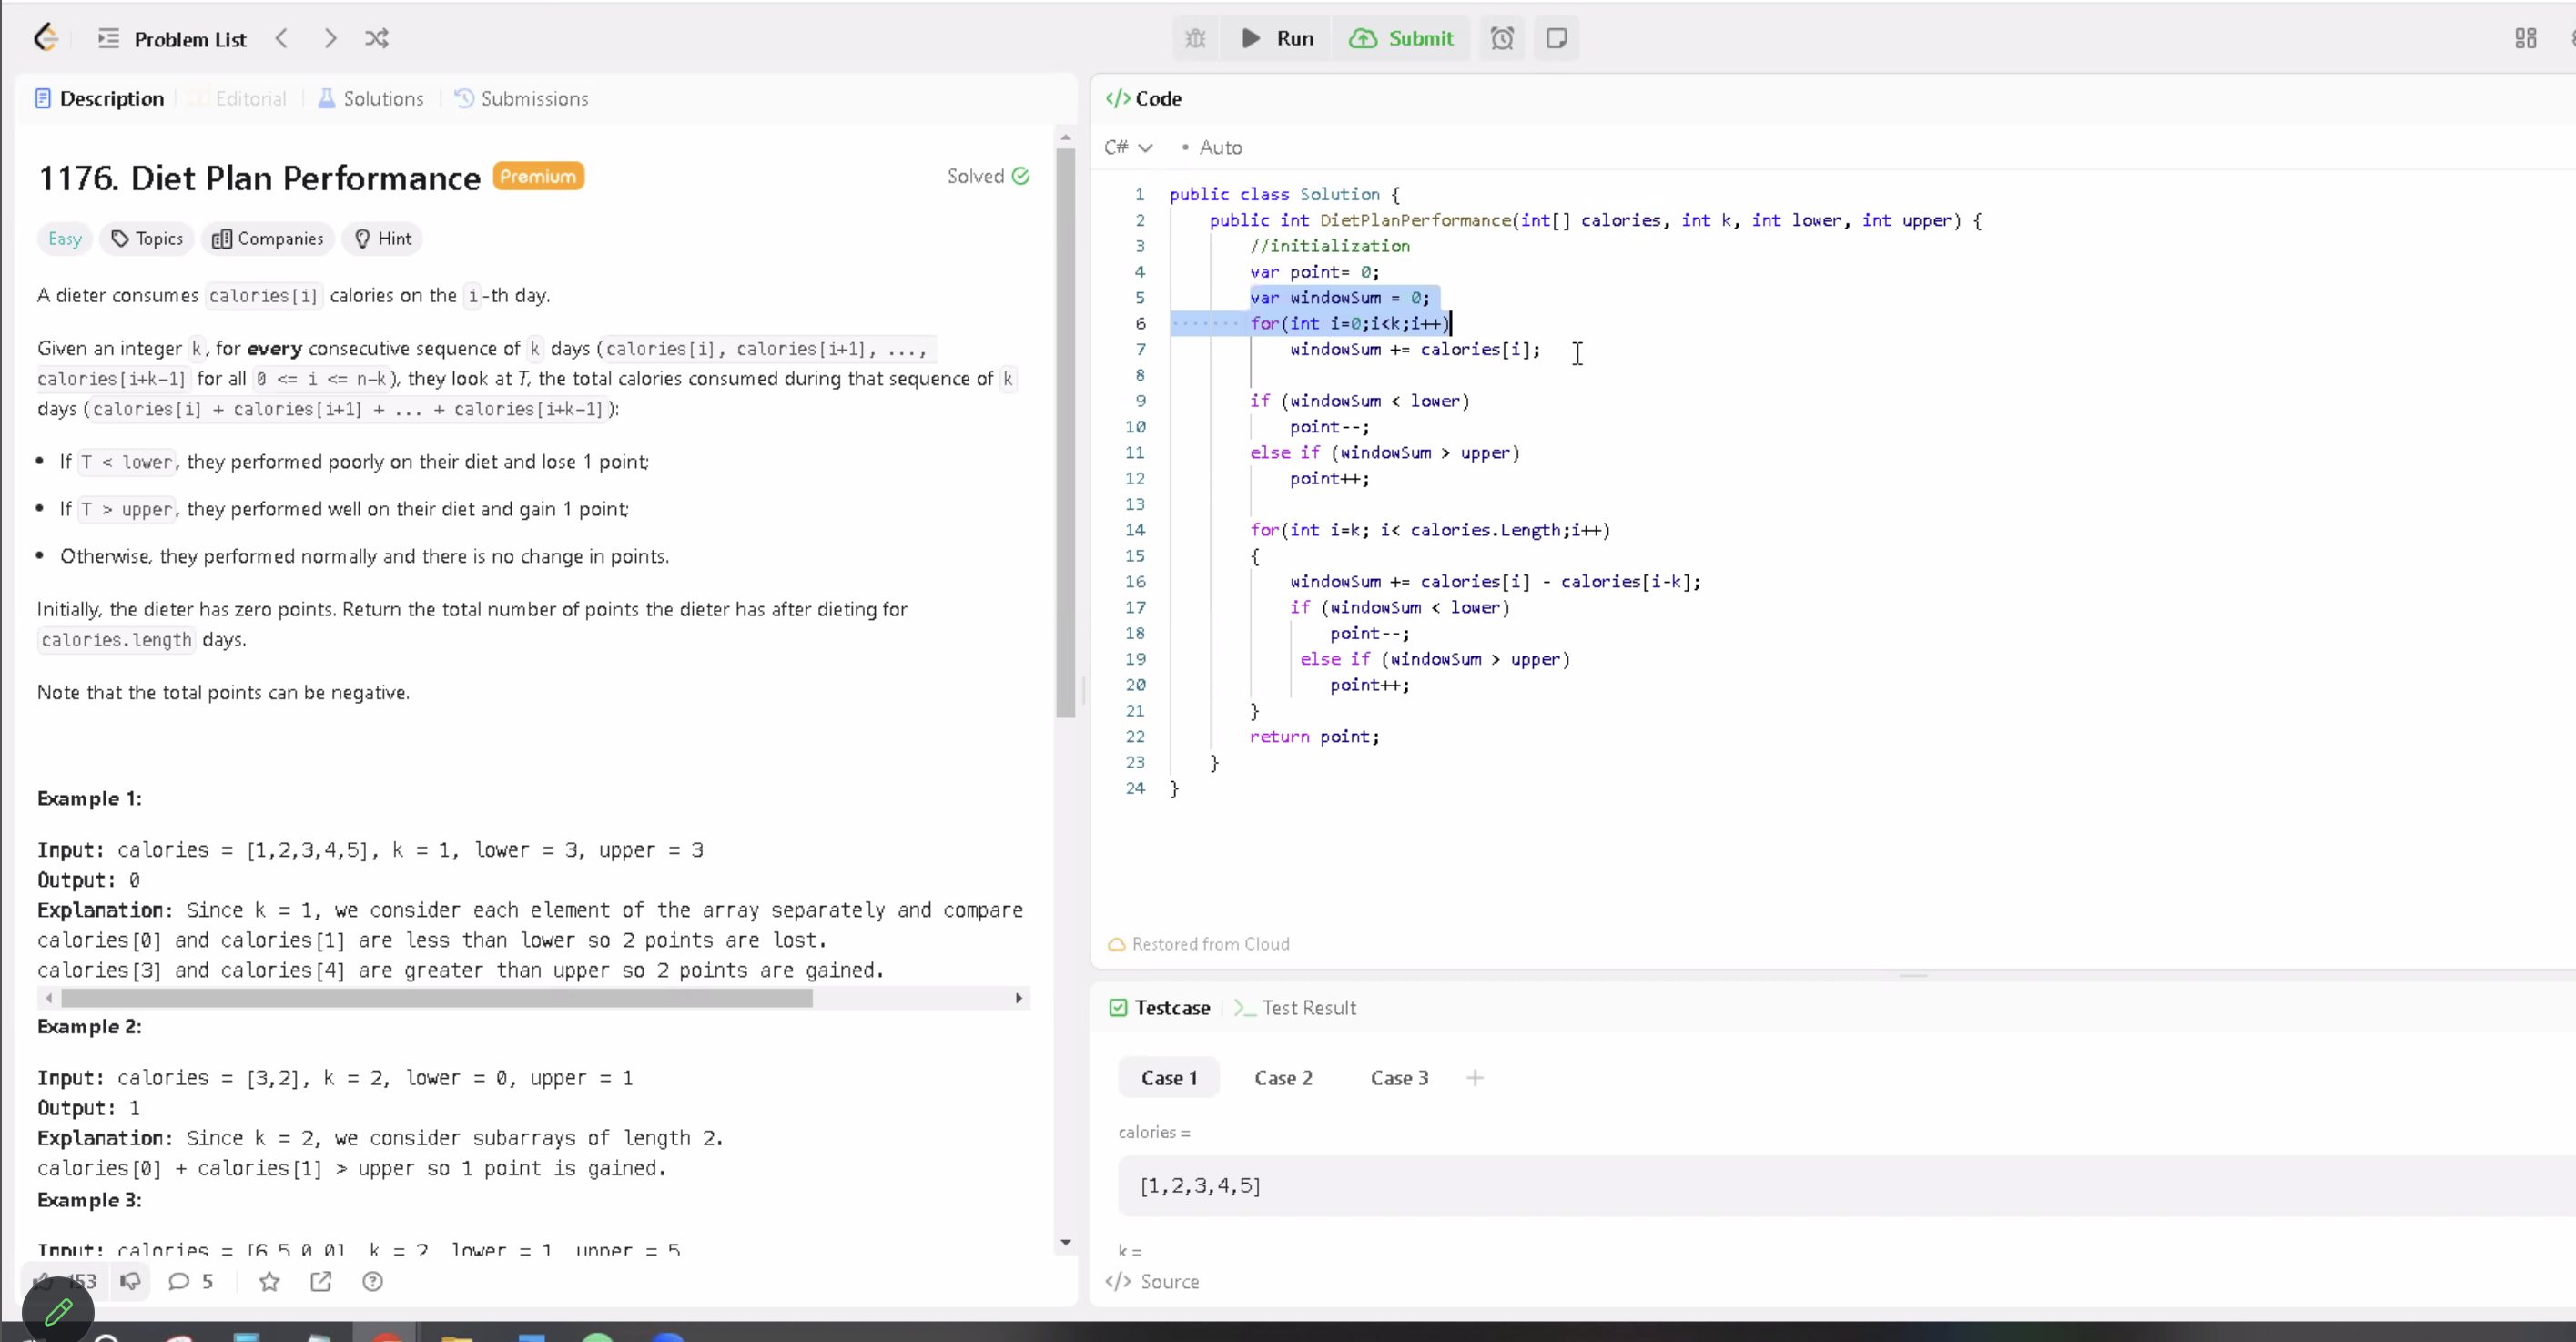 Problem List
Run
Submit
Description
Editorial
Solutions
Submissions
1176. Diet Plan Performance Premium
Solved
Easy
Topics
Companies
Hint
A dieter consumes calories[i] calories on the i-th day.
Given an integer k, for every consecutive sequence of k days (calories[i], calories[i+1], ...,
calories[i+k-1] for all 0 <= i <= n-k), they look at T, the total calories consumed during that sequence of k
days (calories[i] + calories[i+1] + ... + calories[i+k-1]):
• If T < lower, they performed poorly on their diet and lose 1 point;
• If T > upper, they performed well on their diet and gain 1 point;
• Otherwise, they performed normally and there is no change in points.
Initially, the dieter has zero points. Return the total number of points the dieter has after dieting for
calories.length days.
Note that the total points can be negative.
Example 1:
Input: calories = [1,2,3,4,5], k = 1, lower = 3, upper = 3
Output: 0
Explanation: Since k = 1, we consider each element of the array separately and compare
calories[0] and calories[1] are less than lower so 2 points are lost.
calories[3] and calories[4] are greater than upper so 2 points are gained.
Example 2:
Input: calories = [3,2], k = 2, lower = 0, upper = 1
Output: 1
Explanation: Since k = 2, we consider subarrays of length 2.
calories[0] + calories[1] > upper so 1 point is gained.
Example 3:
Input: calories = [6,5,0,0], k = 2, lower = 1, upper = 5
153
5
</> Code
C#
• Auto
1 public class Solution {
2 public int DietPlanPerformance(int[] calories, int k, int lower, int upper) {
3 //initialization
4 var point= 0;
5 var windowSum = 0;
6 for(int i=0;i<k;i++)
7 windowSum += calories[i];
8
9 if (windowSum < lower)
10 point--;
11 else if (windowSum > upper)
12 point++;
13
14 for(int i=k; i< calories.Length;i++)
15 {
16 windowSum += calories[i] - calories[i-k];
17 if (windowSum < lower)
18 point--;
19 else if (windowSum > upper)
20 point++;
21 }
22 return point;
23 }
24 }
Restored from Cloud
Testcase
Test Result
Case 1
Case 2
Case 3
+
calories =
[1,2,3,4,5]
k =
</> Source